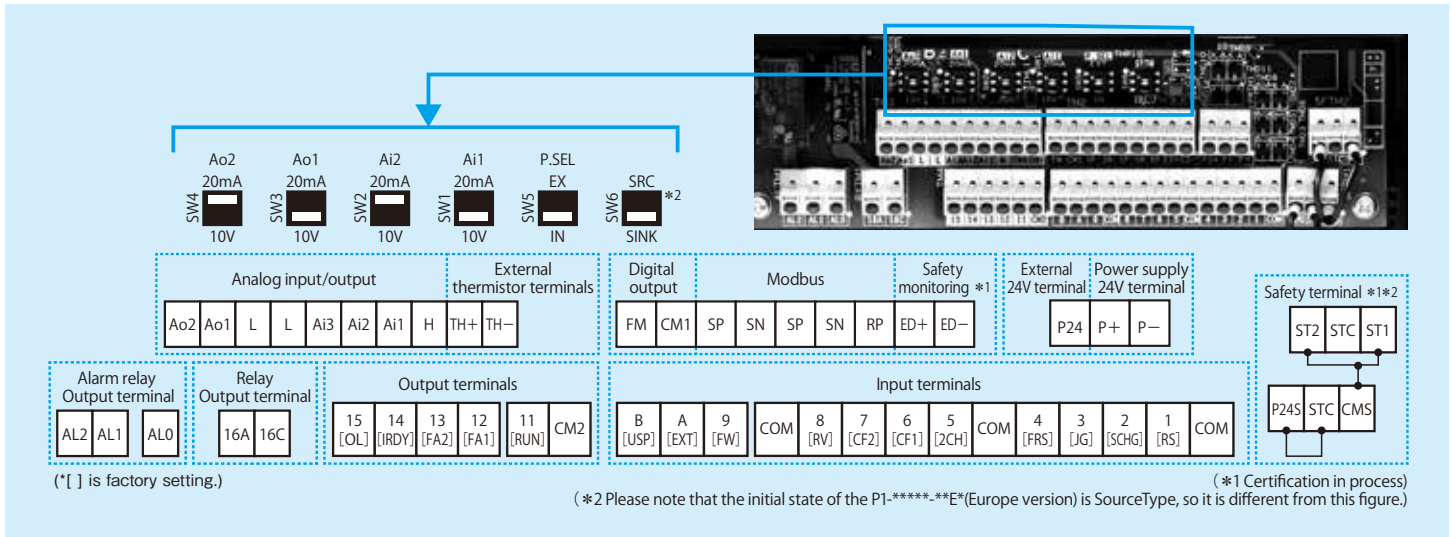 Ao2 Ao1 Ai2 Ai1 P.SEL
20mA 20mA 20mA 20mA EX SRC
SW4 SW3 SW2 SW1 SW5 SW6 *2
10V 10V 10V 10V IN SINK
Analog input/output
External
thermistor terminals
Ao2 Ao1 L L Ai3 Ai2 Ai1 H TH+ TH−
Digital
output
Modbus
Safety
monitoring *1
FM CM1 SP SN SP SN RP ED+ ED−
External
24V terminal
Power supply
24V terminal
P24 P+ P−
Safety terminal *1*2
ST2 STC ST1
P24S STC CMS
Alarm relay
Output terminal
AL2 AL1 AL0
Relay
Output terminal
16A 16C
Output terminals
15 14 13 12 11 CM2
[OL] [IRDY] [FA2] [FA1] [RUN]
Input terminals
B A 9 COM 8 7 6 5 COM 4 3 2 1 COM
[USP] [EXT] [FW] [RV] [CF2] [CF1] [2CH] [FRS] [JG] [SCHG] [RS]
(*[ ] is factory setting.)
(*1 Certification in process)
(*2 Please note that the initial state of the P1-*****-**E*(Europe version) is SourceType, so it is different from this figure.)